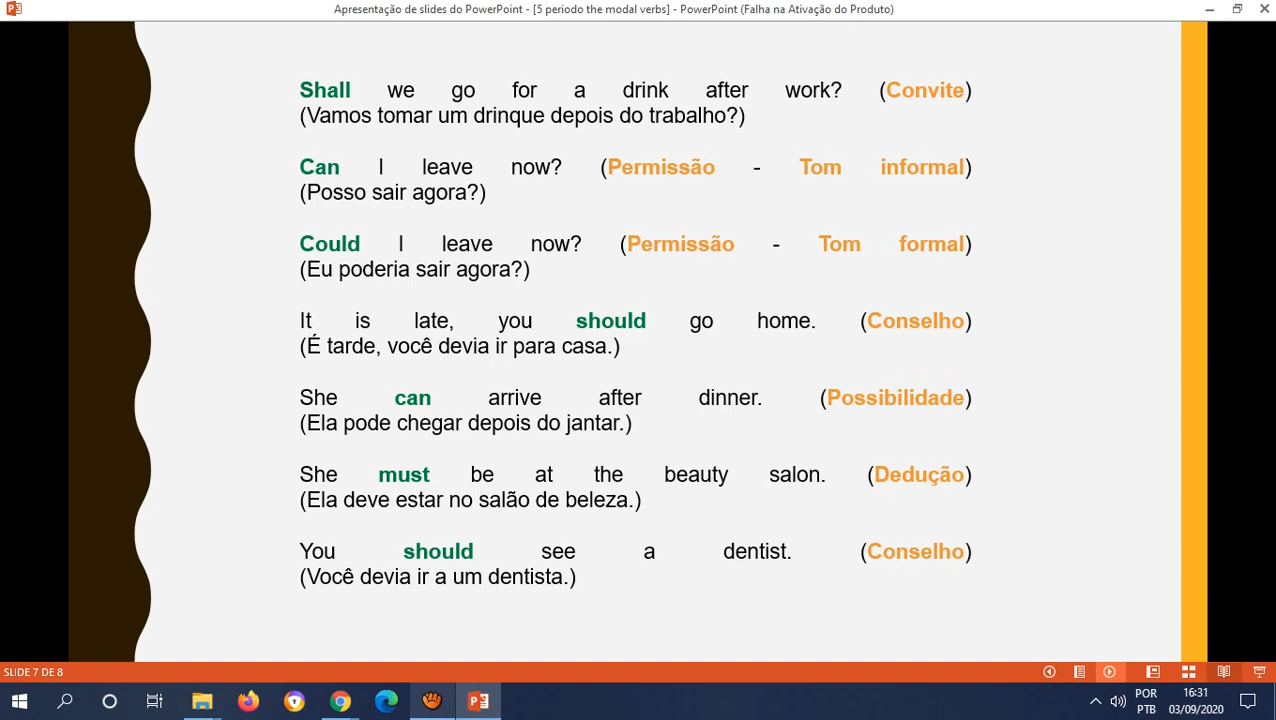 Apresentação de slides do PowerPoint - [5 periodo the modal verbs] - PowerPoint (Falha na Ativação do Produto)
Shall we go for a drink after work? (Convite)
(Vamos tomar um drinque depois do trabalho?)
Can I leave now? (Permissão - Tom informal)
(Posso sair agora?)
Could I leave now? (Permissão - Tom formal)
(Eu poderia sair agora?)
It is late, you should go home. (Conselho)
(É tarde, você devia ir para casa.)
She can arrive after dinner. (Possibilidade)
(Ela pode chegar depois do jantar.)
She must be at the beauty salon. (Dedução)
(Ela deve estar no salão de beleza.)
You should see a dentist. (Conselho)
(Você devia ir a um dentista.)
SLIDE 7 DE 8
POR 16:31
PTB 03/09/2020